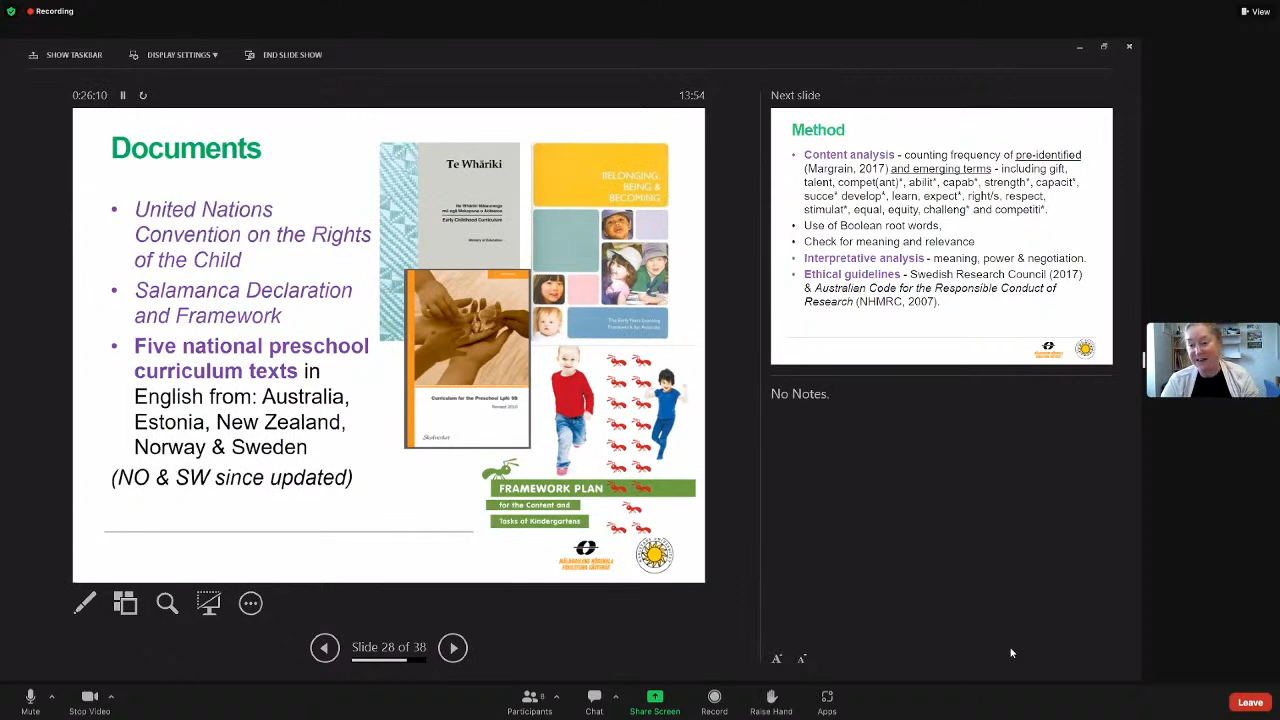 Recording
View
SHOW TASKBAR
DISPLAY SETTINGS
END SLIDE SHOW
0:26:10
13:54
Documents
• United Nations
Convention on the Rights
of the Child
• Salamanca Declaration
and Framework
• Five national preschool
curriculum texts in
English from: Australia,
Estonia, New Zealand,
Norway & Sweden
(NO & SW since updated)
Te Whāriki
Early Childhood Curriculum
Ministry of Education
BELONGING,
BEING &
BECOMING
The Early Years Learning
Framework for Australia
Curriculum for the Preschool Lpfö 98
Revised 2010
Skolverket
FRAMEWORK PLAN
for the Content and
Tasks of Kindergartens
Next slide
Method
• Content analysis - counting frequency of pre-identified
(Margrain, 2017) and emerging terms - including gift,
talent, compet(ant)*, abilit*, capab*, strength*, capacit*,
succe* develop*, learn, expect*, right/s, respect,
stimulat*, equal, equity, challeng* and competiti*.
• Use of Boolean root words,
• Check for meaning and relevance
• Interpretative analysis - meaning, power & negotiation.
• Ethical guidelines - Swedish Research Council (2017)
& Australian Code for the Responsible Conduct of
Research (NHMRC, 2007).
No Notes.
Slide 28 of 38
A A
Mute
Stop Video
Participants
8
Chat
Share Screen
Record
Raise Hand
Apps
Leave